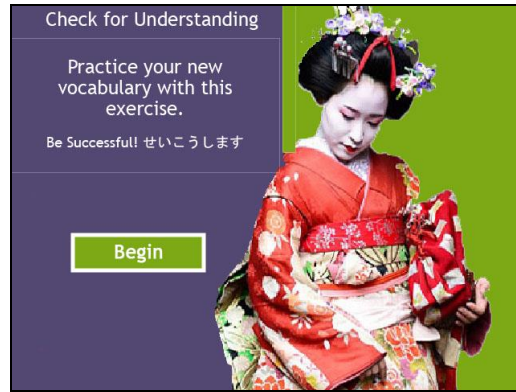 Check for Understanding
Practice your new
vocabulary with this
exercise.
Be Successful! せいこうします
Begin